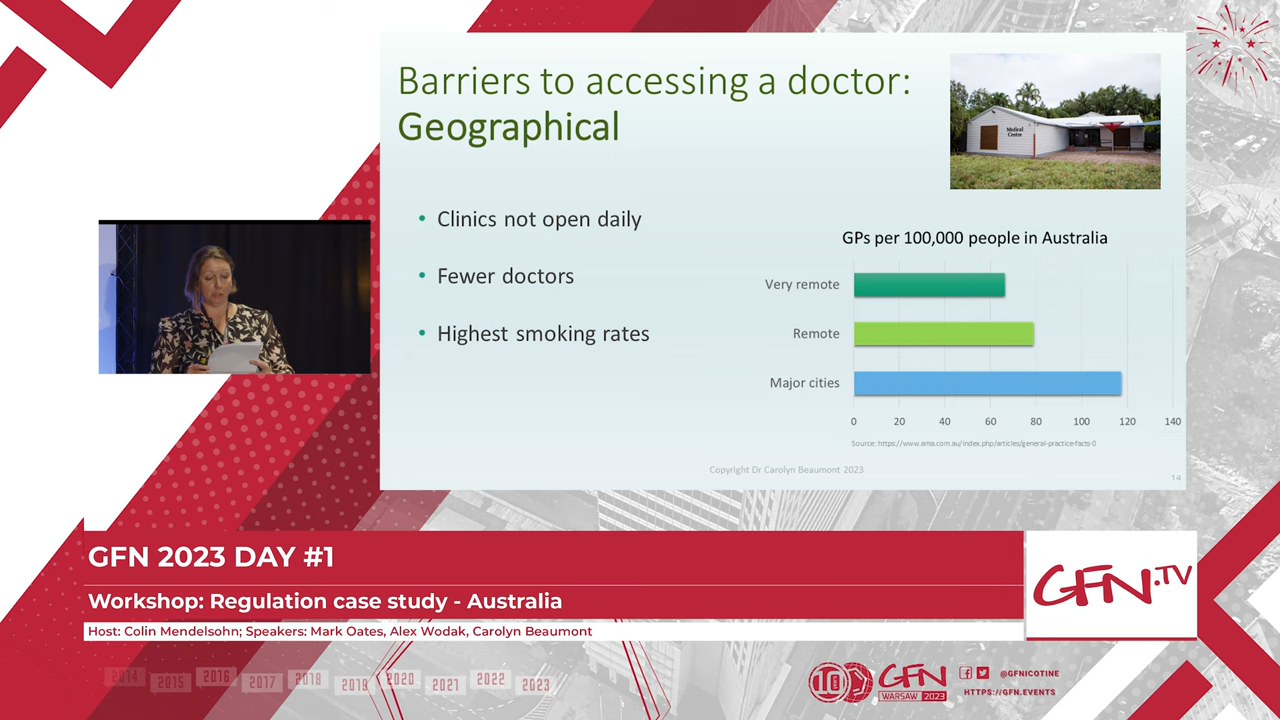 Barriers to accessing a doctor:
Geographical
Medical
Centre
• Clinics not open daily
• Fewer doctors
• Highest smoking rates
GPs per 100,000 people in Australia
Very remote
Remote
Major cities
0 20 40 60 80 100 120 140
Source: https://www.ama.com.au/index.php/articles/general-practice-facts-0
Copyright Dr Carolyn Beaumont 2023
14
GFN 2023 DAY #1
Workshop: Regulation case study - Australia
Host: Colin Mendelsohn; Speakers: Mark Oates, Alex Wodak, Carolyn Beaumont
GFN.TV
2014 2015 2016 2017 2018 2019 2020 2021 2022 2023
10
GFN
WARSAW 2023
@GFNICOTINE
HTTPS://GFN.EVENTS